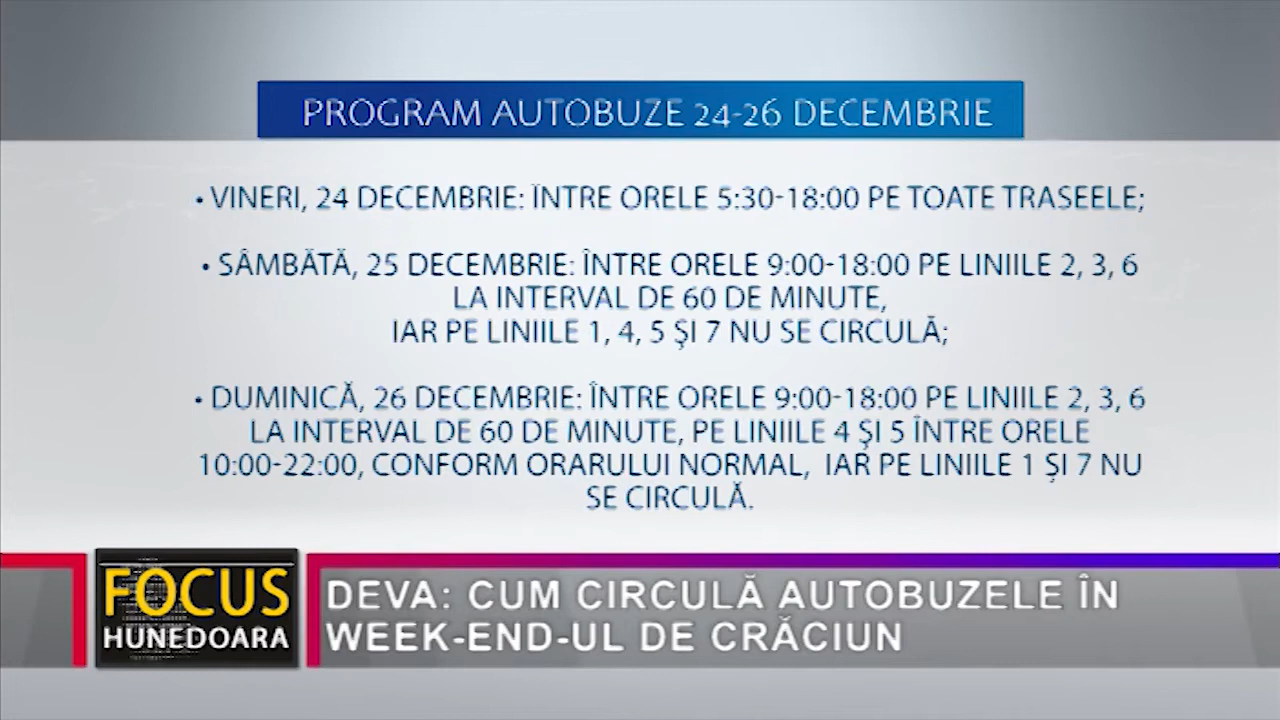 PROGRAM AUTOBUZE 24-26 DECEMBRIE
• VINERI, 24 DECEMBRIE: ÎNTRE ORELE 5:30-18:00 PE TOATE TRASEELE;
• SÂMBĂTĂ, 25 DECEMBRIE: ÎNTRE ORELE 9:00-18:00 PE LINIILE 2, 3, 6
LA INTERVAL DE 60 DE MINUTE,
IAR PE LINIILE 1, 4, 5 ŞI 7 NU SE CIRCULĂ;
• DUMINICĂ, 26 DECEMBRIE: ÎNTRE ORELE 9:00-18:00 PE LINIILE 2, 3, 6
LA INTERVAL DE 60 DE MINUTE, PE LINIILE 4 ŞI 5 ÎNTRE ORELE
10:00-22:00, CONFORM ORARULUI NORMAL, IAR PE LINIILE 1 ŞI 7 NU
SE CIRCULĂ.
FOCUS
HUNEDOARA
DEVA: CUM CIRCULĂ AUTOBUZELE ÎN
WEEK-END-UL DE CRĂCIUN